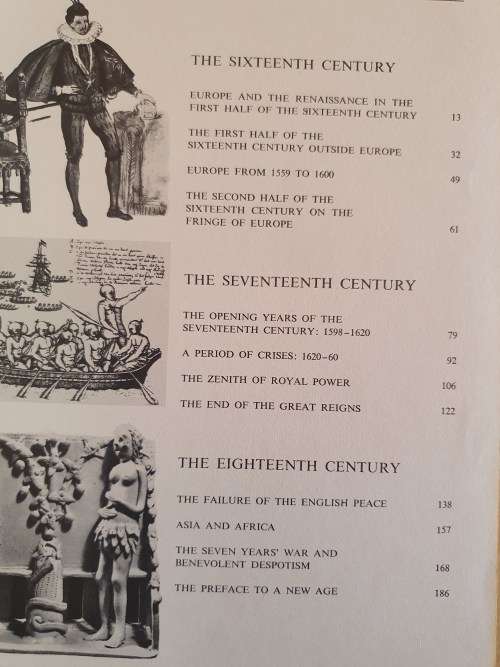 THE SIXTEENTH CENTURY
EUROPE AND THE RENAISSANCE IN THE
FIRST HALF OF THE SIXTEENTH CENTURY 13
THE FIRST HALF OF THE
SIXTEENTH CENTURY OUTSIDE EUROPE 32
EUROPE FROM 1559 TO 1600 49
THE SECOND HALF OF THE
SIXTEENTH CENTURY ON THE
FRINGE OF EUROPE 61
THE SEVENTEENTH CENTURY
THE OPENING YEARS OF THE
SEVENTEENTH CENTURY: 1598–1620 79
A PERIOD OF CRISES: 1620–60 92
THE ZENITH OF ROYAL POWER 106
THE END OF THE GREAT REIGNS 122
THE EIGHTEENTH CENTURY
THE FAILURE OF THE ENGLISH PEACE 138
ASIA AND AFRICA 157
THE SEVEN YEARS' WAR AND
BENEVOLENT DESPOTISM 168
THE PREFACE TO A NEW AGE 186